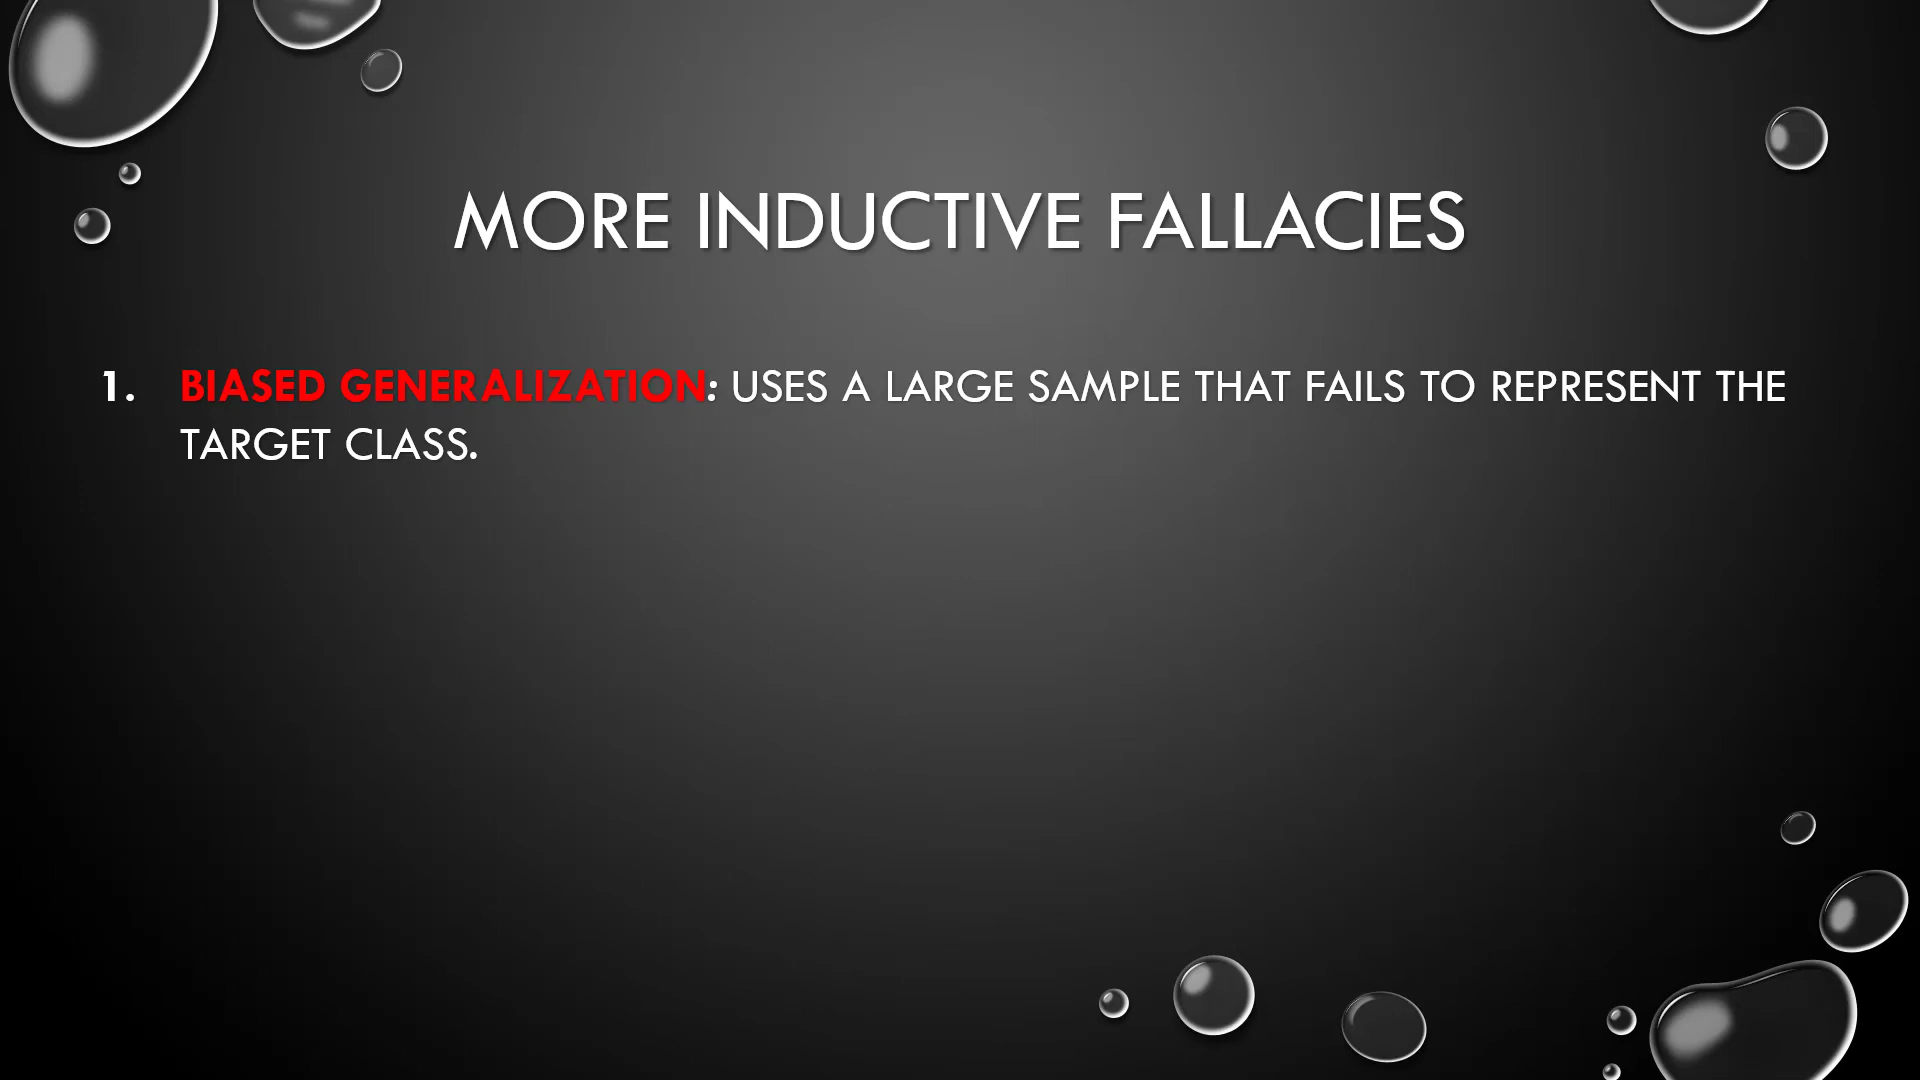 MORE INDUCTIVE FALLACIES
1. BIASED GENERALIZATION: USES A LARGE SAMPLE THAT FAILS TO REPRESENT THE
TARGET CLASS.